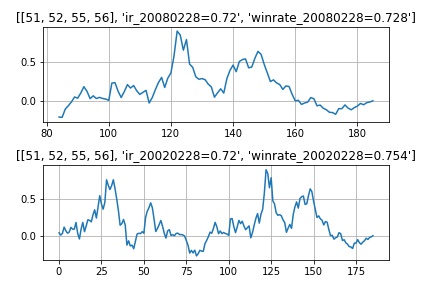 [[51, 52, 55, 56], 'ir_20080228=0.72', 'winrate_20080228=0.728']
0.5
0.0
80 100 120 140 160 180
[[51, 52, 55, 56], 'ir_20020228=0.72', 'winrate_20020228=0.754']
0.5
0.0
0 25 50 75 100 125 150 175